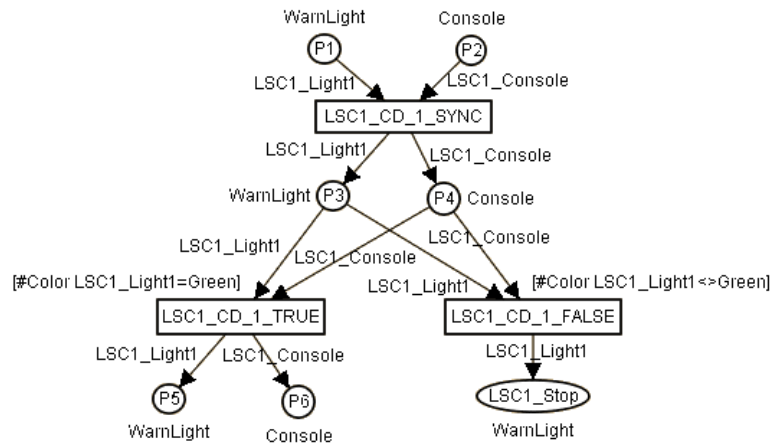 WarnLight
Console
P1
P2
LSC1_Light1
LSC1_Console
LSC1_CD_1_SYNC
LSC1_Light1
LSC1_Console
WarnLight
P3
P4
Console
LSC1_Light1
LSC1_Console
LSC1_Console
[#Color LSC1_Light1=Green]
LSC1_Light1
[#Color LSC1_Light1<>Green]
LSC1_CD_1_TRUE
LSC1_CD_1_FALSE
LSC1_Light1
LSC1_Console
LSC1_Light1
P5
P6
LSC1_Stop
WarnLight
Console
WarnLight